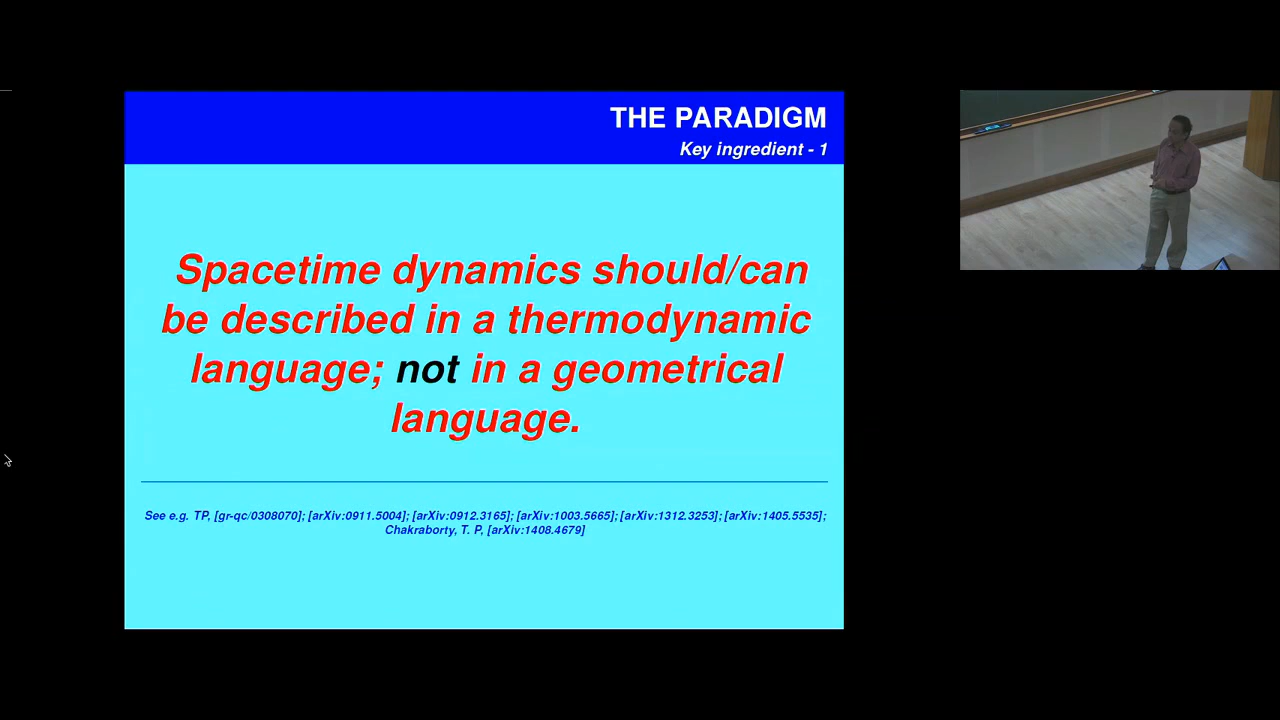 THE PARADIGM
Key ingredient - 1
Spacetime dynamics should/can
be described in a thermodynamic
language; not in a geometrical
language.
See e.g. TP, [gr-qc/0308070]; [arXiv:0911.5004]; [arXiv:0912.3165]; [arXiv:1003.5665]; [arXiv:1312.3253]; [arXiv:1405.5535];
Chakraborty, T. P, [arXiv:1408.4679]